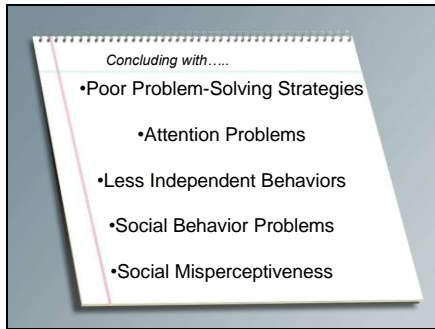 Concluding with…..
•Poor Problem-Solving Strategies
•Attention Problems
•Less Independent Behaviors
•Social Behavior Problems
•Social Misperceptiveness